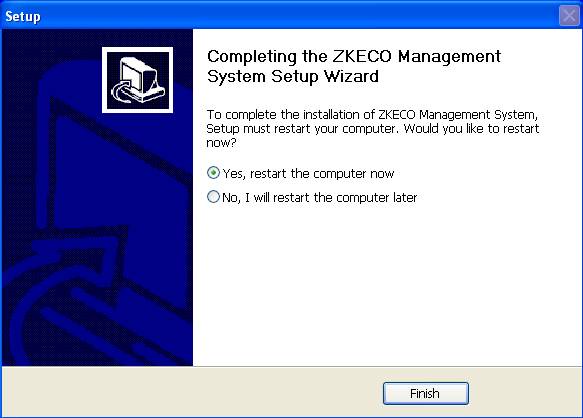 Setup
Completing the ZKECO Management
System Setup Wizard
To complete the installation of ZKECO Management System,
Setup must restart your computer. Would you like to restart
now?
Yes, restart the computer now
No, I will restart the computer later
Finish